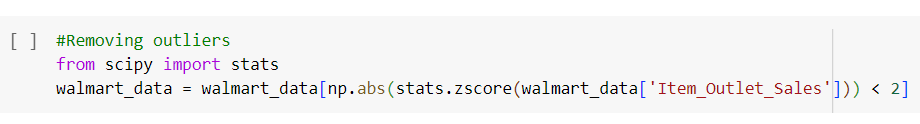 [ ] #Removing outliers
from scipy import stats
walmart_data = walmart_data[np.abs(stats.zscore(walmart_data['Item_Outlet_Sales'])) < 2]